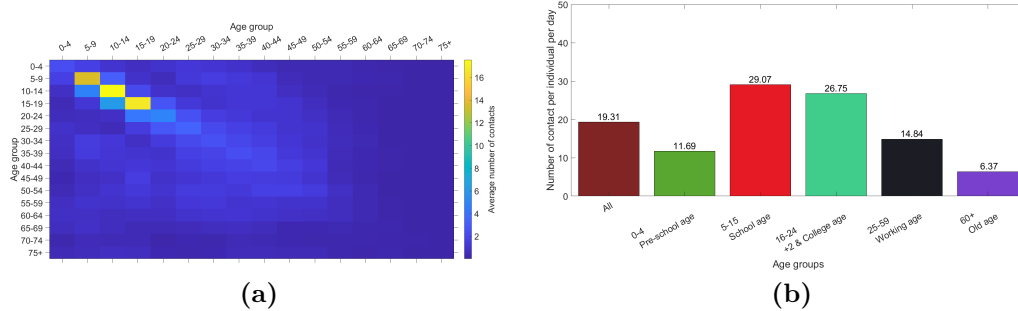 Age group
0-4 5-9 10-14 15-19 20-24 25-29 30-34 35-39 40-44 45-49 50-54 55-59 60-64 65-69 70-74 75+
Age group
0-4
5-9
10-14
15-19
20-24
25-29
30-34
35-39
40-44
45-49
50-54
55-59
60-64
65-69
70-74
75+
16
14
12
10
8
6
4
2
Average number of contacts
(a)
Number of contact per individual per day
50
40
30
20
10
0
19.31
11.69
29.07
26.75
14.84
6.37
All
0-4
Pre-school age
5-15
School age
16-24
+2 & College age
25-59
Working age
60+
Old age
Age groups
(b)